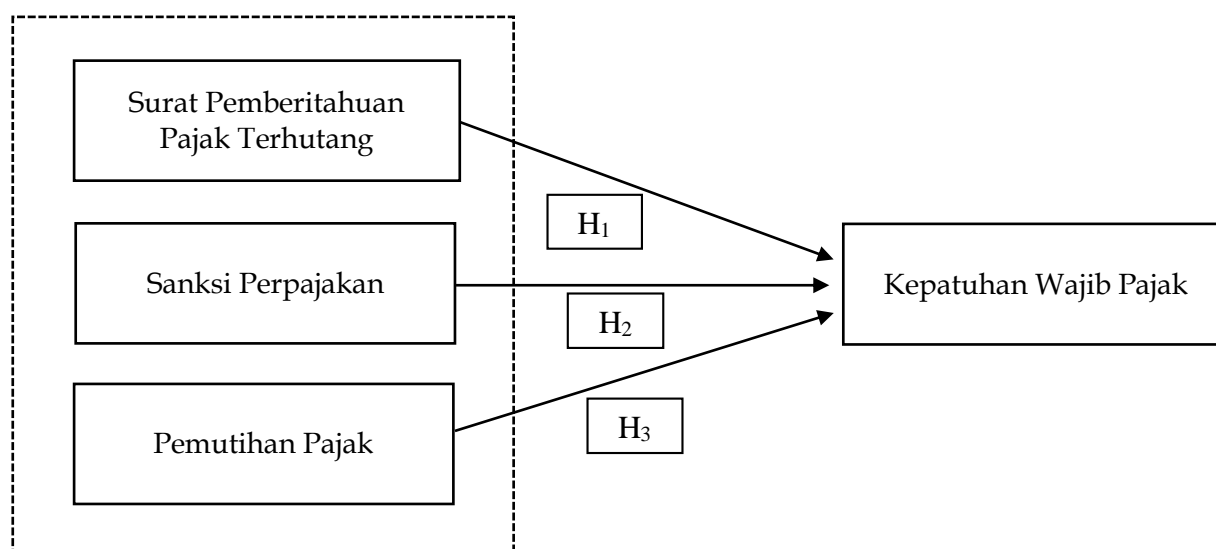 Surat Pemberitahuan
Pajak Terhutang
H₁
Sanksi Perpajakan
Kepatuhan Wajib Pajak
H₂
Pemutihan Pajak
H₃